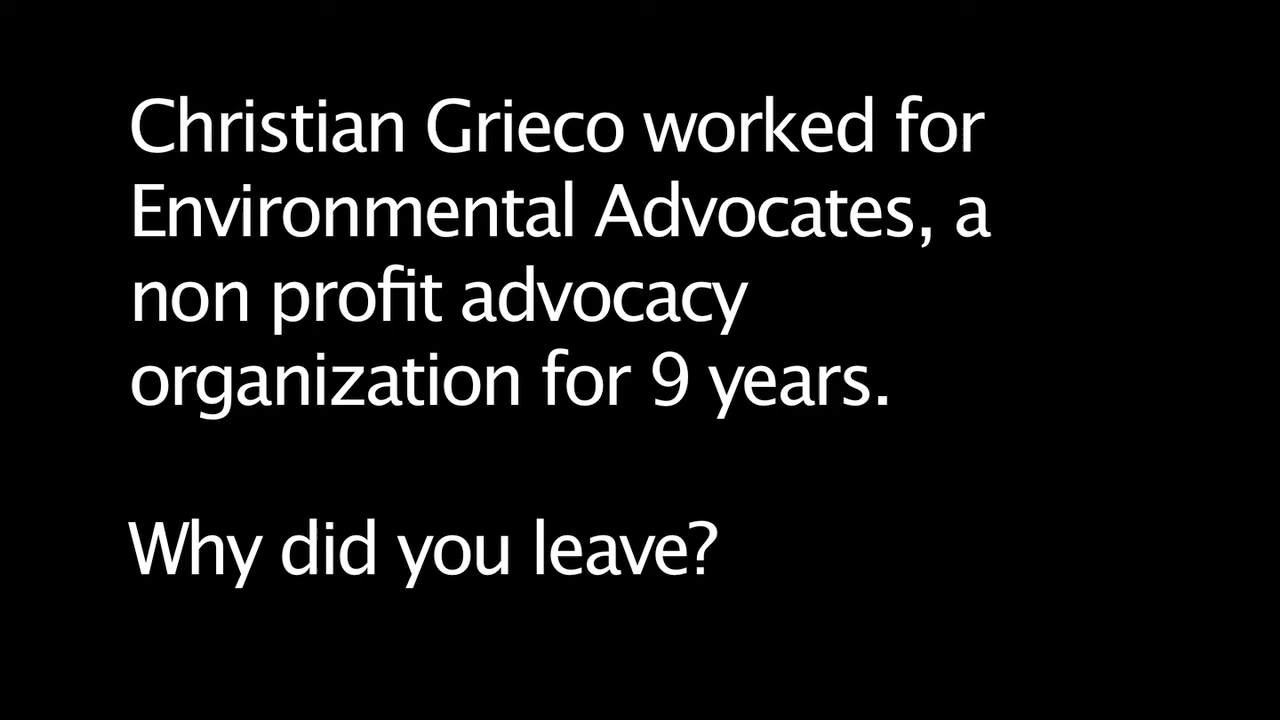 Christian Grieco worked for
Environmental Advocates, a
non profit advocacy
organization for 9 years.
Why did you leave?